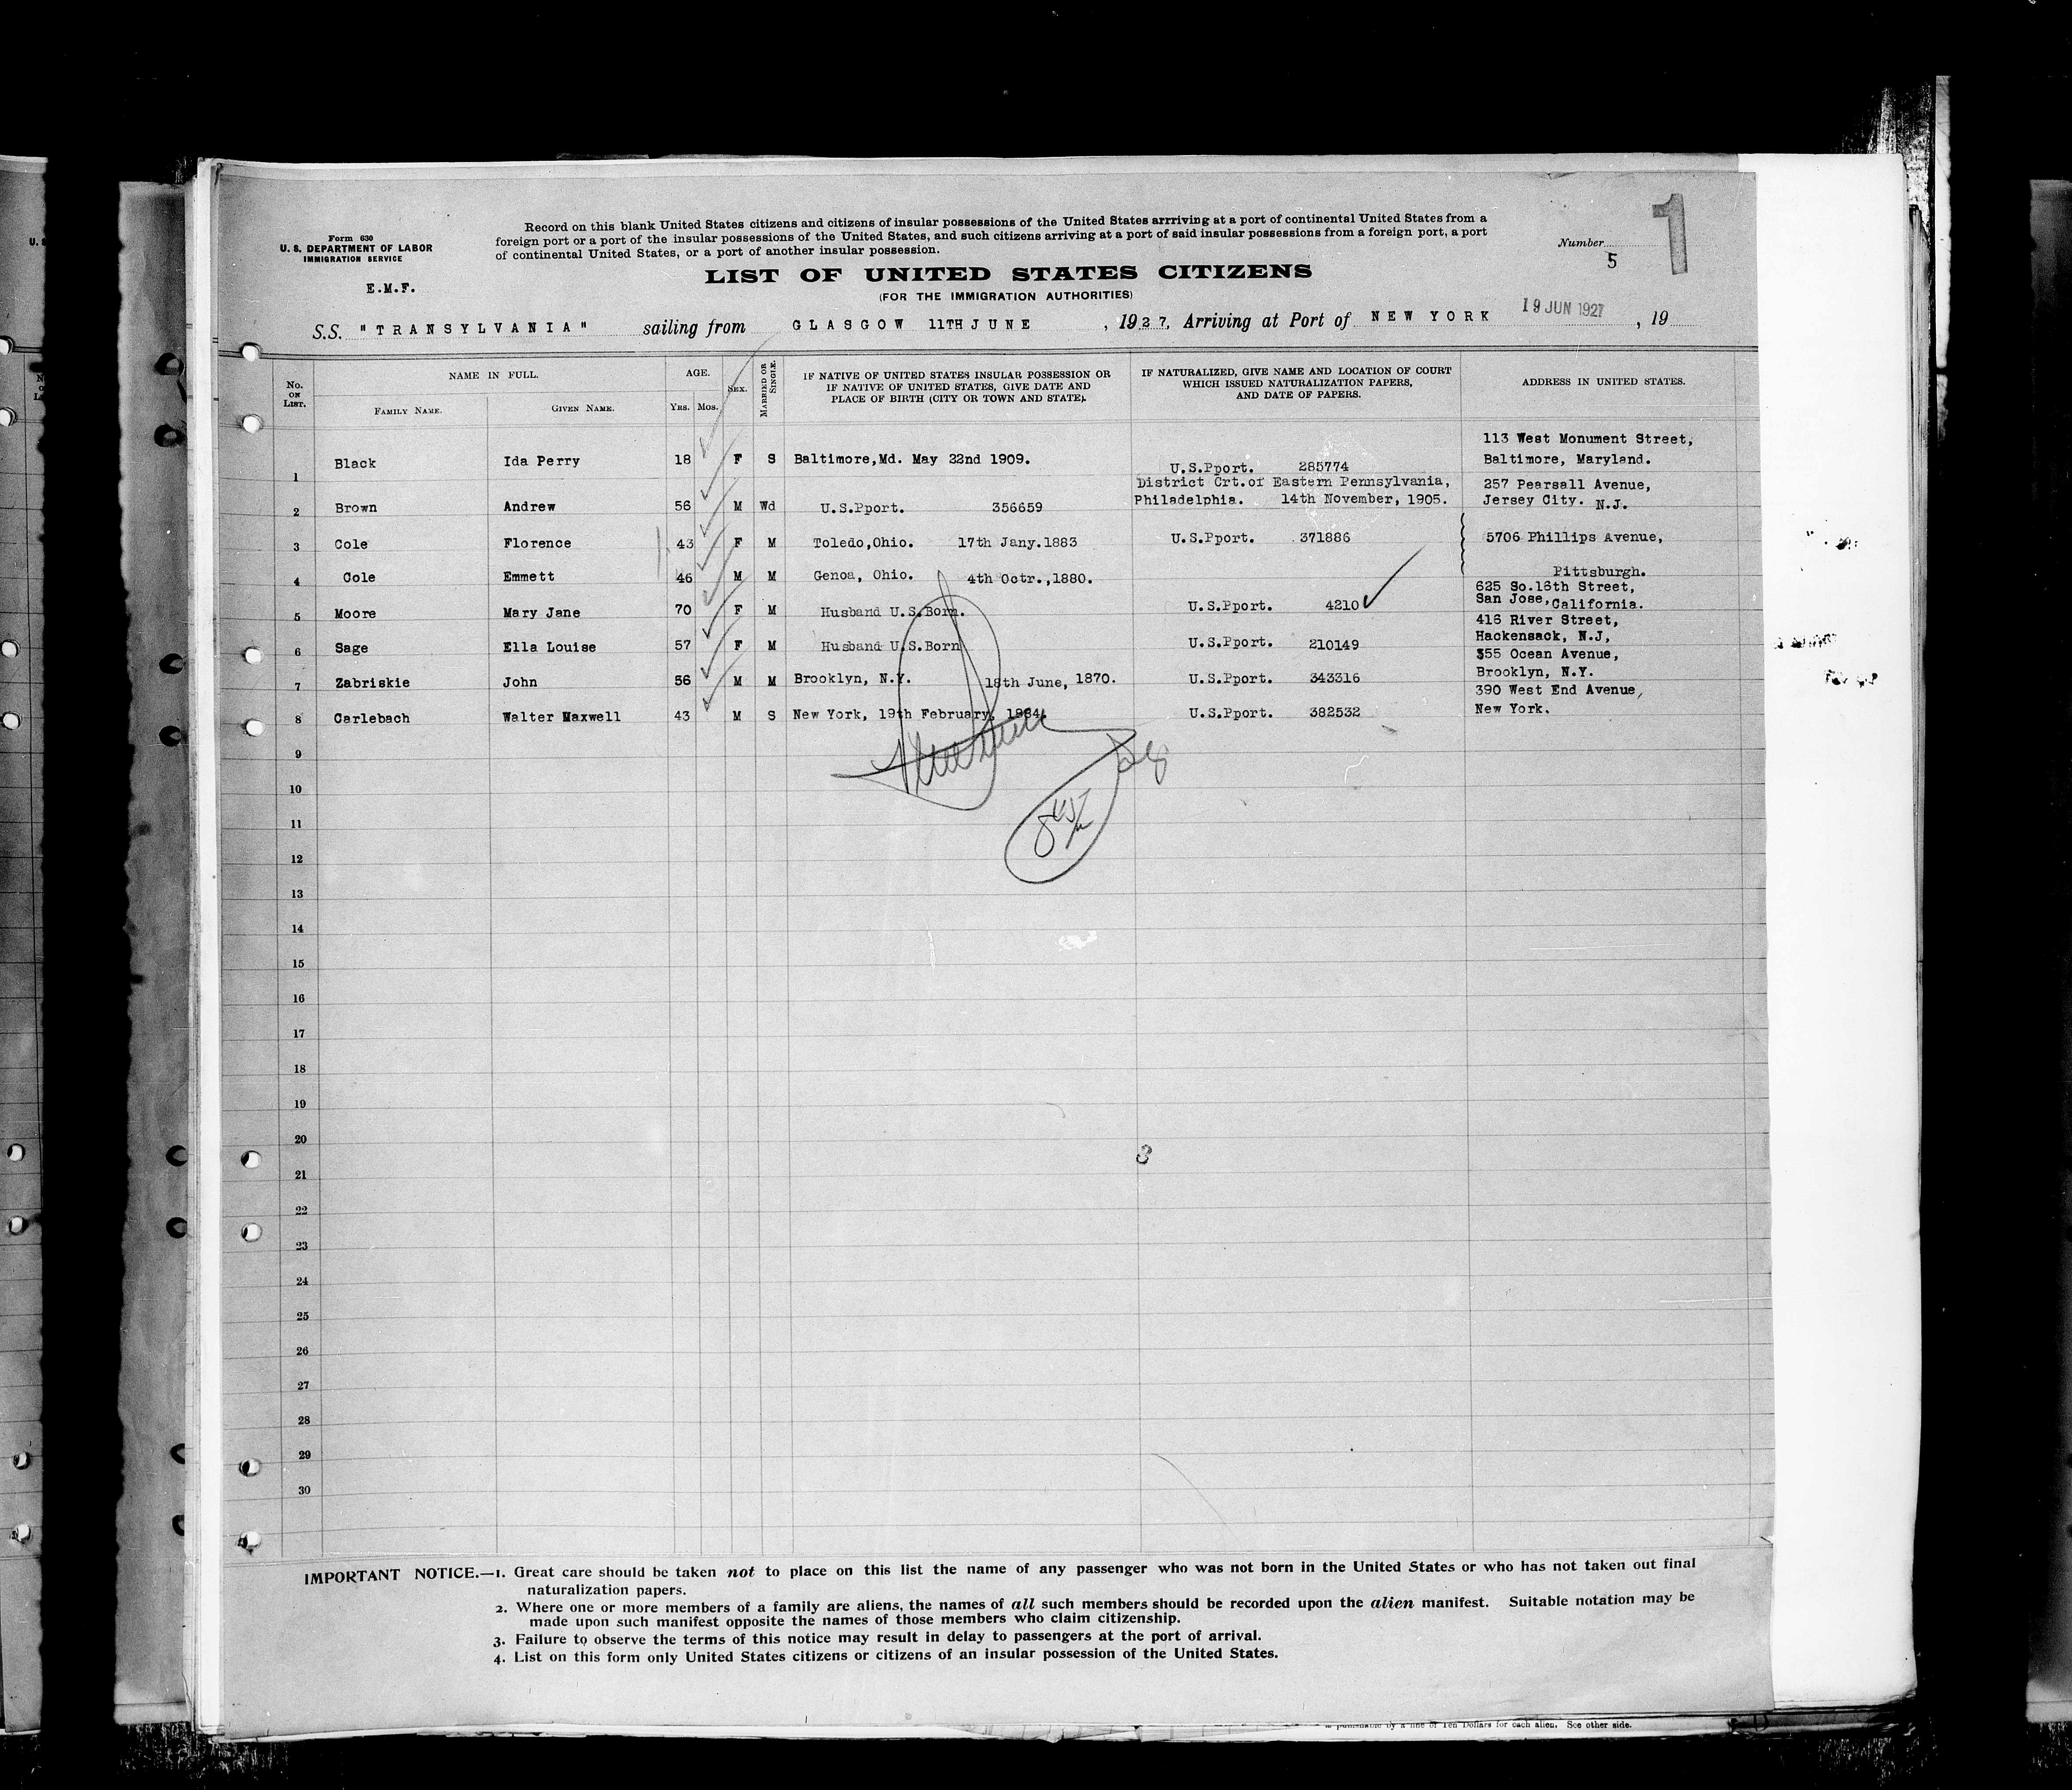 Form 630
U. S. DEPARTMENT OF LABOR
IMMIGRATION SERVICE
E.M.F.
Record on this blank United States citizens and citizens of insular possessions of the United States arrriving at a port of continental United States from a
foreign port or a port of the insular possessions of the United States, and such citizens arriving at a port of said insular possessions from a foreign port, a port
of continental United States, or a port of another insular possession.
Number
5
1
LIST OF UNITED STATES CITIZENS
(FOR THE IMMIGRATION AUTHORITIES)
S.S. "TRANSYLVANIA" sailing from GLASGOW 11TH JUNE , 1927, Arriving at Port of NEW YORK 19 JUN 1927 , 19
No. ON LIST. NAME IN FULL. AGE. SEX. MARRIED OR SINGLE. IF NATIVE OF UNITED STATES INSULAR POSSESSION OR IF NATIVE OF UNITED STATES, GIVE DATE AND PLACE OF BIRTH (CITY OR TOWN AND STATE). IF NATURALIZED, GIVE NAME AND LOCATION OF COURT WHICH ISSUED NATURALIZATION PAPERS, AND DATE OF PAPERS. ADDRESS IN UNITED STATES.
FAMILY NAME. GIVEN NAME. YRS. MOS.
113 West Monument Street,
1 Black Ida Perry 18 F S Baltimore,Md. May 22nd 1909. U.S.Pport. 285774 Baltimore, Maryland.
District Crt.of Eastern Pennsylvania, 257 Pearsall Avenue,
Philadelphia. 14th November, 1905. Jersey City. N.J.
2 Brown Andrew 56 M Wd U.S.Pport. 356659
3 Cole Florence 43 F M Toledo,Ohio. 17th Jany.1883 U.S.Pport. 371886 5706 Phillips Avenue,
4 Cole Emmett 46 M M Genoa, Ohio. 4th Octr.,1880. Pittsburgh.
625 So.16th Street,
5 Moore Mary Jane 70 F M Husband U.S.Born. U.S.Pport. 4210 San Jose,California.
416 River Street,
6 Sage Ella Louise 57 F M Husband U.S.Born U.S.Pport. 210149 Hackensack, N.J,
355 Ocean Avenue,
7 Zabriskie John 56 M M Brooklyn, N.Y. 18th June, 1870. U.S.Pport. 343316 Brooklyn, N.Y.
390 West End Avenue,
8 Carlebach Walter Maxwell 43 M S New York, 19th February, 1884. U.S.Pport. 382532 New York.
9
10
11
12
13
14
15
16
17
18
19
20
3
21
22
23
24
25
26
27
28
29
30
IMPORTANT NOTICE.—1. Great care should be taken not to place on this list the name of any passenger who was not born in the United States or who has not taken out final
naturalization papers.
2. Where one or more members of a family are aliens, the names of all such members should be recorded upon the alien manifest. Suitable notation may be
made upon such manifest opposite the names of those members who claim citizenship.
3. Failure to observe the terms of this notice may result in delay to passengers at the port of arrival.
4. List on this form only United States citizens or citizens of an insular possession of the United States.
for each alien. See other side.